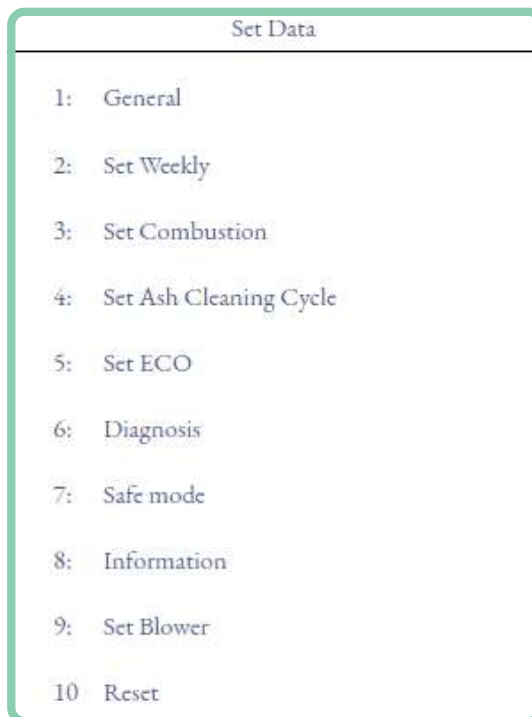 Set Data
1: General
2: Set Weekly
3: Set Combustion
4: Set Ash Cleaning Cycle
5: Set ECO
6: Diagnosis
7: Safe mode
8: Information
9: Set Blower
10 Reset